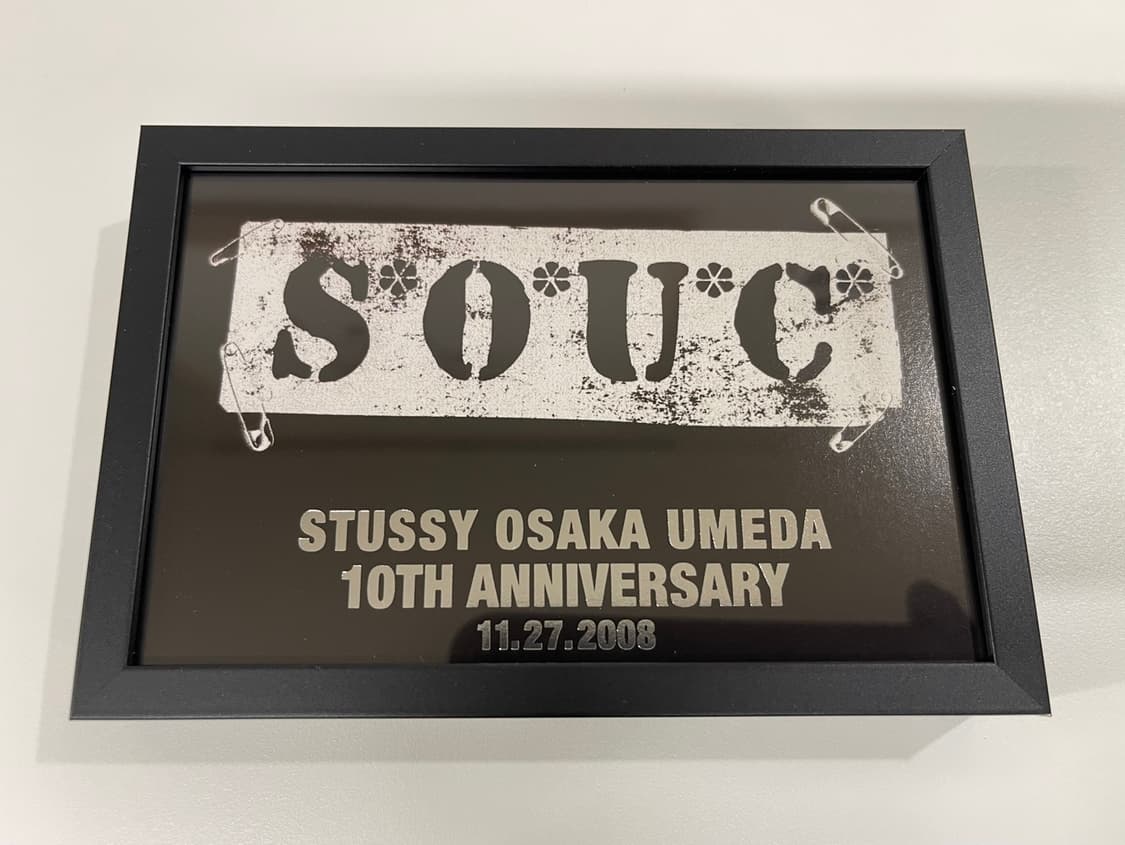 S*O*U*C*
STUSSY OSAKA UMEDA
10TH ANNIVERSARY
11.27.2008